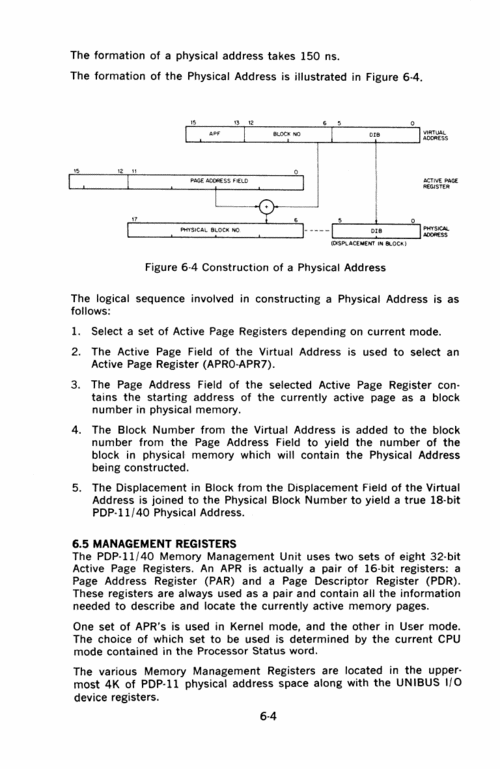 The formation of a physical address takes 150 ns.
The formation of the Physical Address is illustrated in Figure 6-4.
15 13 12 6 5 0
APF BLOCK NO DIB VIRTUAL
ADDRESS
15 12 11 0
PAGE ADDRESS FIELD ACTIVE PAGE
REGISTER
+
17 6 5 0
PHYSICAL BLOCK NO. DIB PHYSICAL
ADDRESS
(DISPLACEMENT IN BLOCK)
Figure 6-4 Construction of a Physical Address
The logical sequence involved in constructing a Physical Address is as
follows:
1. Select a set of Active Page Registers depending on current mode.
2. The Active Page Field of the Virtual Address is used to select an
Active Page Register (APR0-APR7).
3. The Page Address Field of the selected Active Page Register con-
tains the starting address of the currently active page as a block
number in physical memory.
4. The Block Number from the Virtual Address is added to the block
number from the Page Address Field to yield the number of the
block in physical memory which will contain the Physical Address
being constructed.
5. The Displacement in Block from the Displacement Field of the Virtual
Address is joined to the Physical Block Number to yield a true 18-bit
PDP-11/40 Physical Address.
6.5 MANAGEMENT REGISTERS
The PDP-11/40 Memory Management Unit uses two sets of eight 32-bit
Active Page Registers. An APR is actually a pair of 16-bit registers: a
Page Address Register (PAR) and a Page Descriptor Register (PDR).
These registers are always used as a pair and contain all the information
needed to describe and locate the currently active memory pages.
One set of APR's is used in Kernel mode, and the other in User mode.
The choice of which set to be used is determined by the current CPU
mode contained in the Processor Status word.
The various Memory Management Registers are located in the upper-
most 4K of PDP-11 physical address space along with the UNIBUS I/O
device registers.
6-4